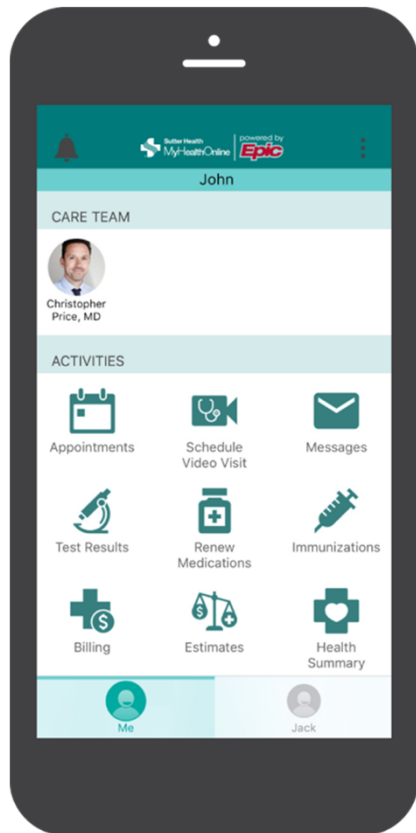 Sutter Health
MyHealthOnline
powered by
Epic
John
CARE TEAM
Christopher
Price, MD
ACTIVITIES
Appointments
Schedule
Video Visit
Messages
Test Results
Renew
Medications
Immunizations
Billing
Estimates
Health
Summary
Me
Jack